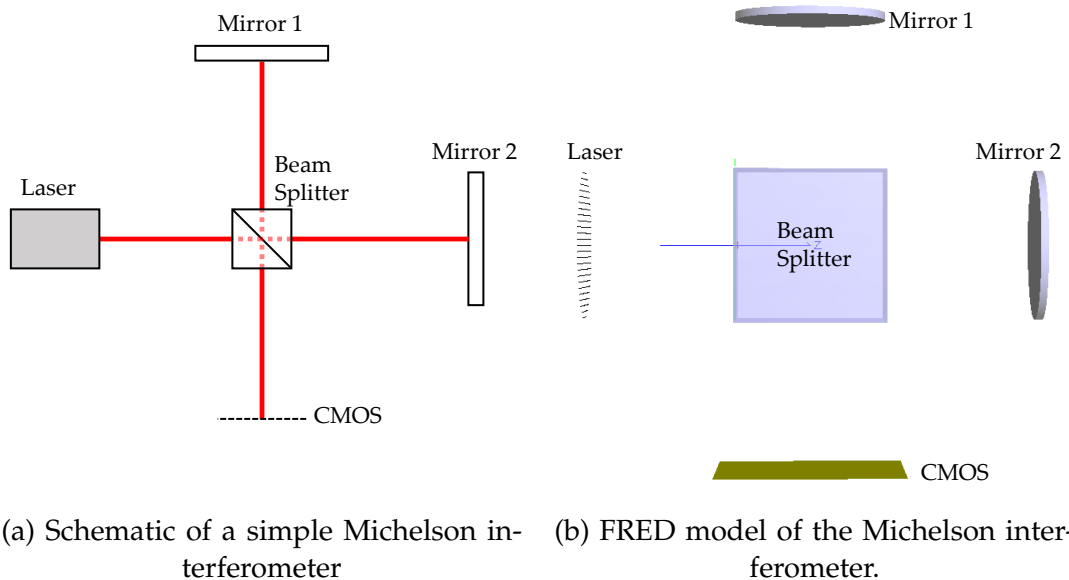 Mirror 1
Beam
Splitter
Mirror 2
Laser
CMOS
(a) Schematic of a simple Michelson in-
terferometer
Mirror 1
Laser
Mirror 2
Beam
Splitter
z
CMOS
(b) FRED model of the Michelson inter-
ferometer.